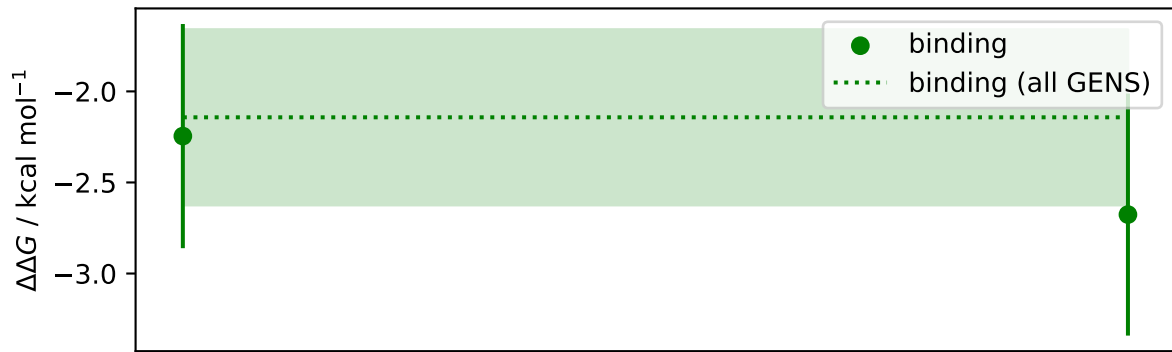 binding
binding (all GENS)
ΔΔG / kcal mol⁻¹
−2.0
−2.5
−3.0